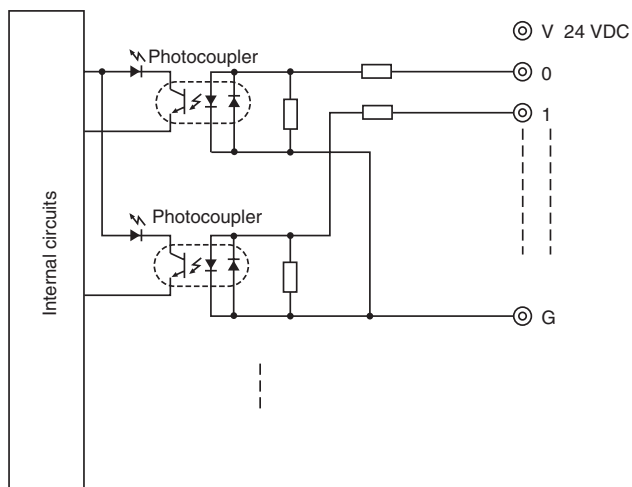 V 24 VDC
Photocoupler
0
1
Photocoupler
Internal circuits
G